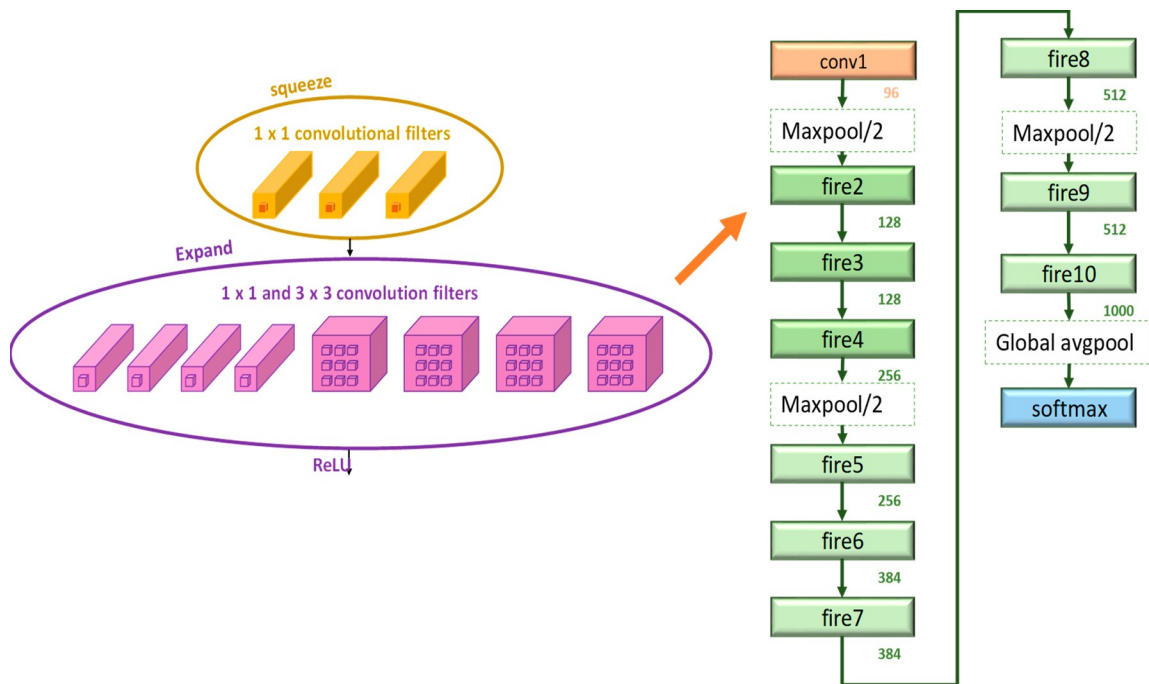 squeeze
1 x 1 convolutional filters
Expand
1 x 1 and 3 x 3 convolution filters
ReLU
conv1
96
Maxpool/2
fire2
128
fire3
128
fire4
256
Maxpool/2
fire5
256
fire6
384
fire7
384
fire8
512
Maxpool/2
fire9
512
fire10
1000
Global avgpool
softmax